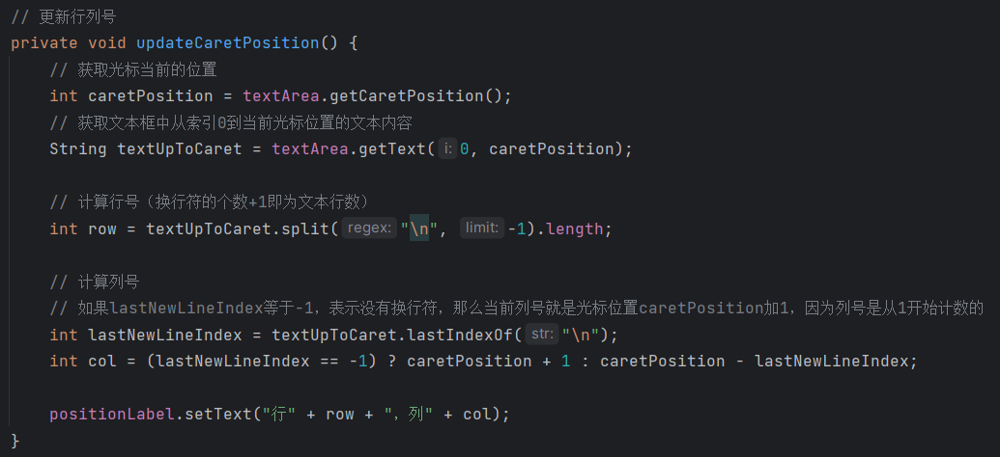 // 更新行列号
private void updateCaretPosition() {
// 获取光标当前的位置
int caretPosition = textArea.getCaretPosition();
// 获取文本框中从索引0到当前光标位置的文本内容
String textUpToCaret = textArea.getText( i: 0, caretPosition);
// 计算行号（换行符的个数+1即为文本行数）
int row = textUpToCaret.split( regex: "\n", limit: -1).length;
// 计算列号
// 如果lastNewLineIndex等于-1，表示没有换行符，那么当前列号就是光标位置caretPosition加1，因为列号是从1开始计数的
int lastNewLineIndex = textUpToCaret.lastIndexOf( str: "\n");
int col = (lastNewLineIndex == -1) ? caretPosition + 1 : caretPosition - lastNewLineIndex;
positionLabel.setText("行" + row + "，列" + col);
}